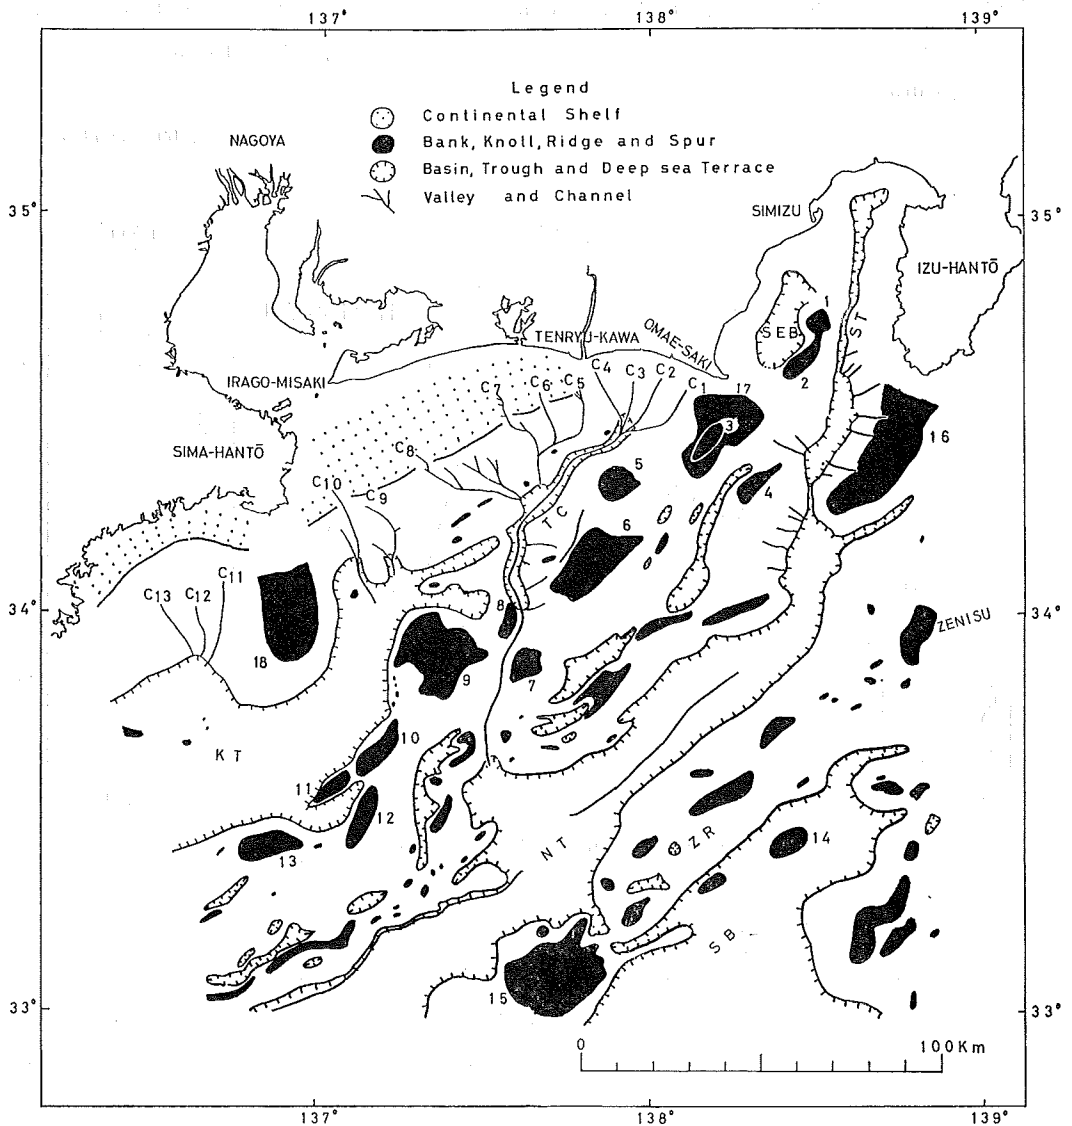 137° 138° 139°
Legend
Continental Shelf
Bank, Knoll, Ridge and Spur
Basin, Trough and Deep sea Terrace
Valley and Channel
NAGOYA
35° 35°
SIMIZU
IZU-HANTŌ
1
SEB
ST
TENRYU-KAWA
OMAE-SAKI
2
IRAGO-MISAKI
C7 C6 C5 C4 C3 C2 C1 17
3
16
SIMA-HANTŌ
C8
5
4
C10 C9
TC
6
C13 C12 C11
34° 34°
8
ZENISU
18
9
7
KT
10
11
12
NT
ZR
14
13
SB
15
33° 33°
0 100Km
137° 138° 139°